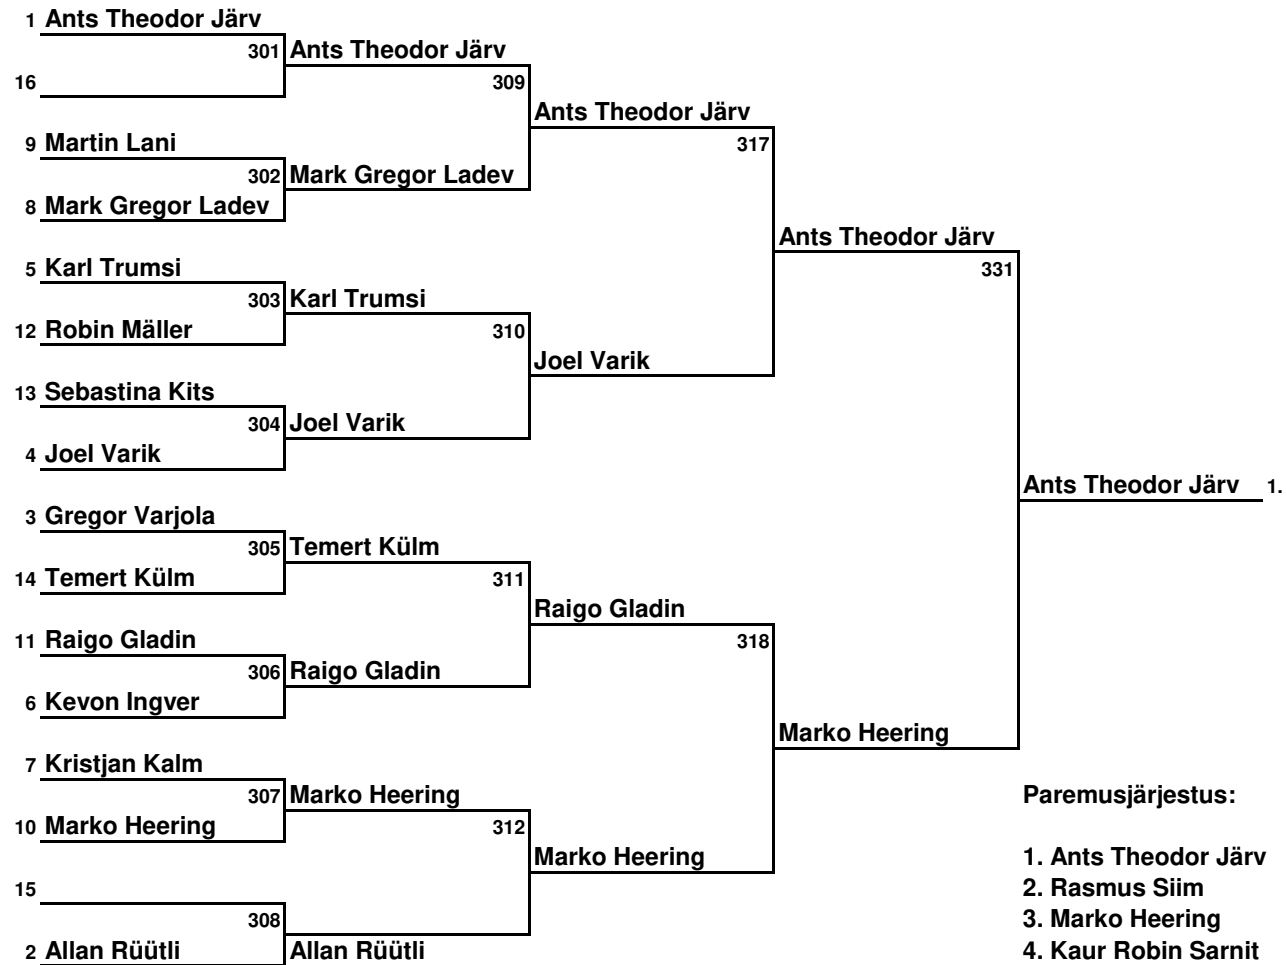 1 Ants Theodor Järv
301 Ants Theodor Järv
16
309
Ants Theodor Järv
9 Martin Lani
317
302 Mark Gregor Ladev
8 Mark Gregor Ladev
Ants Theodor Järv
5 Karl Trumsi
331
303 Karl Trumsi
12 Robin Mäller
310
Joel Varik
13 Sebastina Kits
304 Joel Varik
4 Joel Varik
Ants Theodor Järv 1.
3 Gregor Varjola
305 Temert Külm
14 Temert Külm
311
Raigo Gladin
11 Raigo Gladin
318
306 Raigo Gladin
6 Kevon Ingver
Marko Heering
7 Kristjan Kalm
307 Marko Heering
Paremusjärjestus:
10 Marko Heering
312
Marko Heering
1. Ants Theodor Järv
15
2. Rasmus Siim
308
3. Marko Heering
2 Allan Rüütli
Allan Rüütli
4. Kaur Robin Sarnit